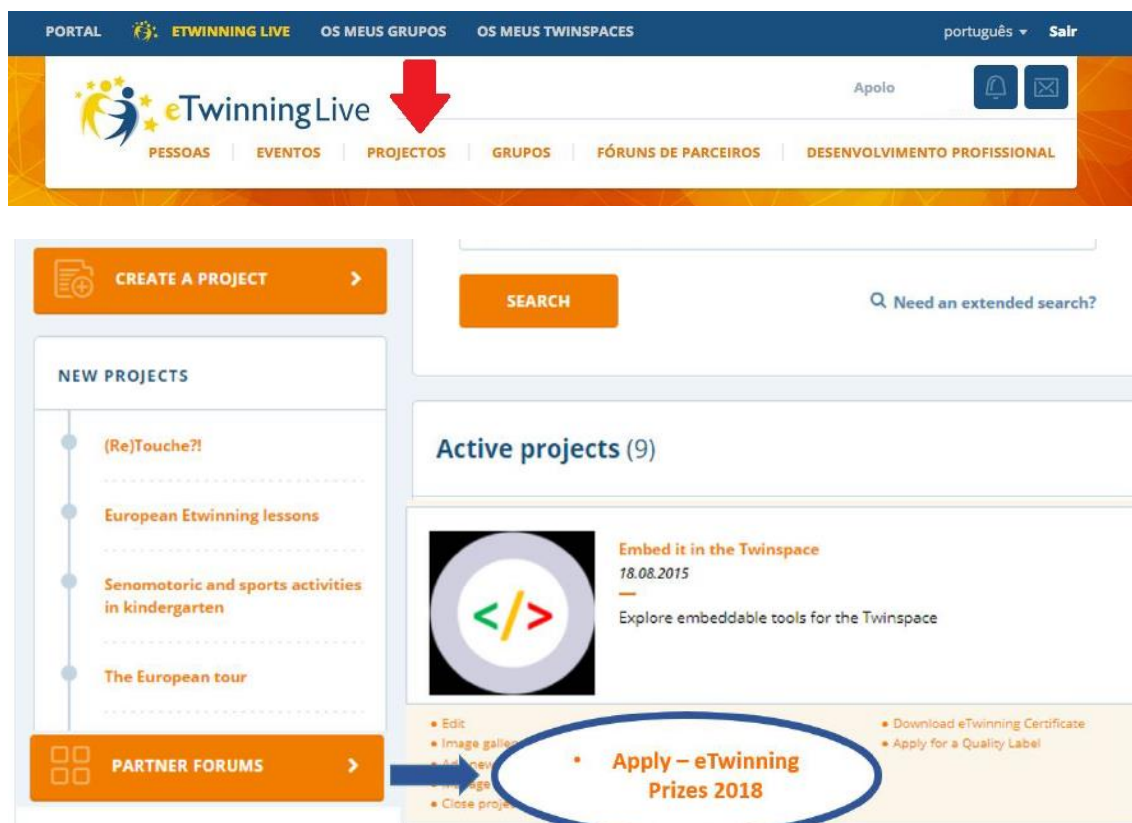 PORTAL ETWINNING LIVE OS MEUS GRUPOS OS MEUS TWINSPACES português Sair
eTwinningLive
Apolo
PESSOAS EVENTOS PROJECTOS GRUPOS FÓRUNS DE PARCEIROS DESENVOLVIMENTO PROFISSIONAL
CREATE A PROJECT
NEW PROJECTS
(Re)Touche?!
European Etwinning lessons
Senomotoric and sports activities
in kindergarten
The European tour
PARTNER FORUMS
SEARCH
Need an extended search?
Active projects (9)
</>
Embed it in the Twinspace
18.08.2015
Explore embeddable tools for the Twinspace
• Edit
• Image
•
•
• Close
• Apply – eTwinning
Prizes 2018
• Download eTwinning Certificate
• Apply for a Quality Label